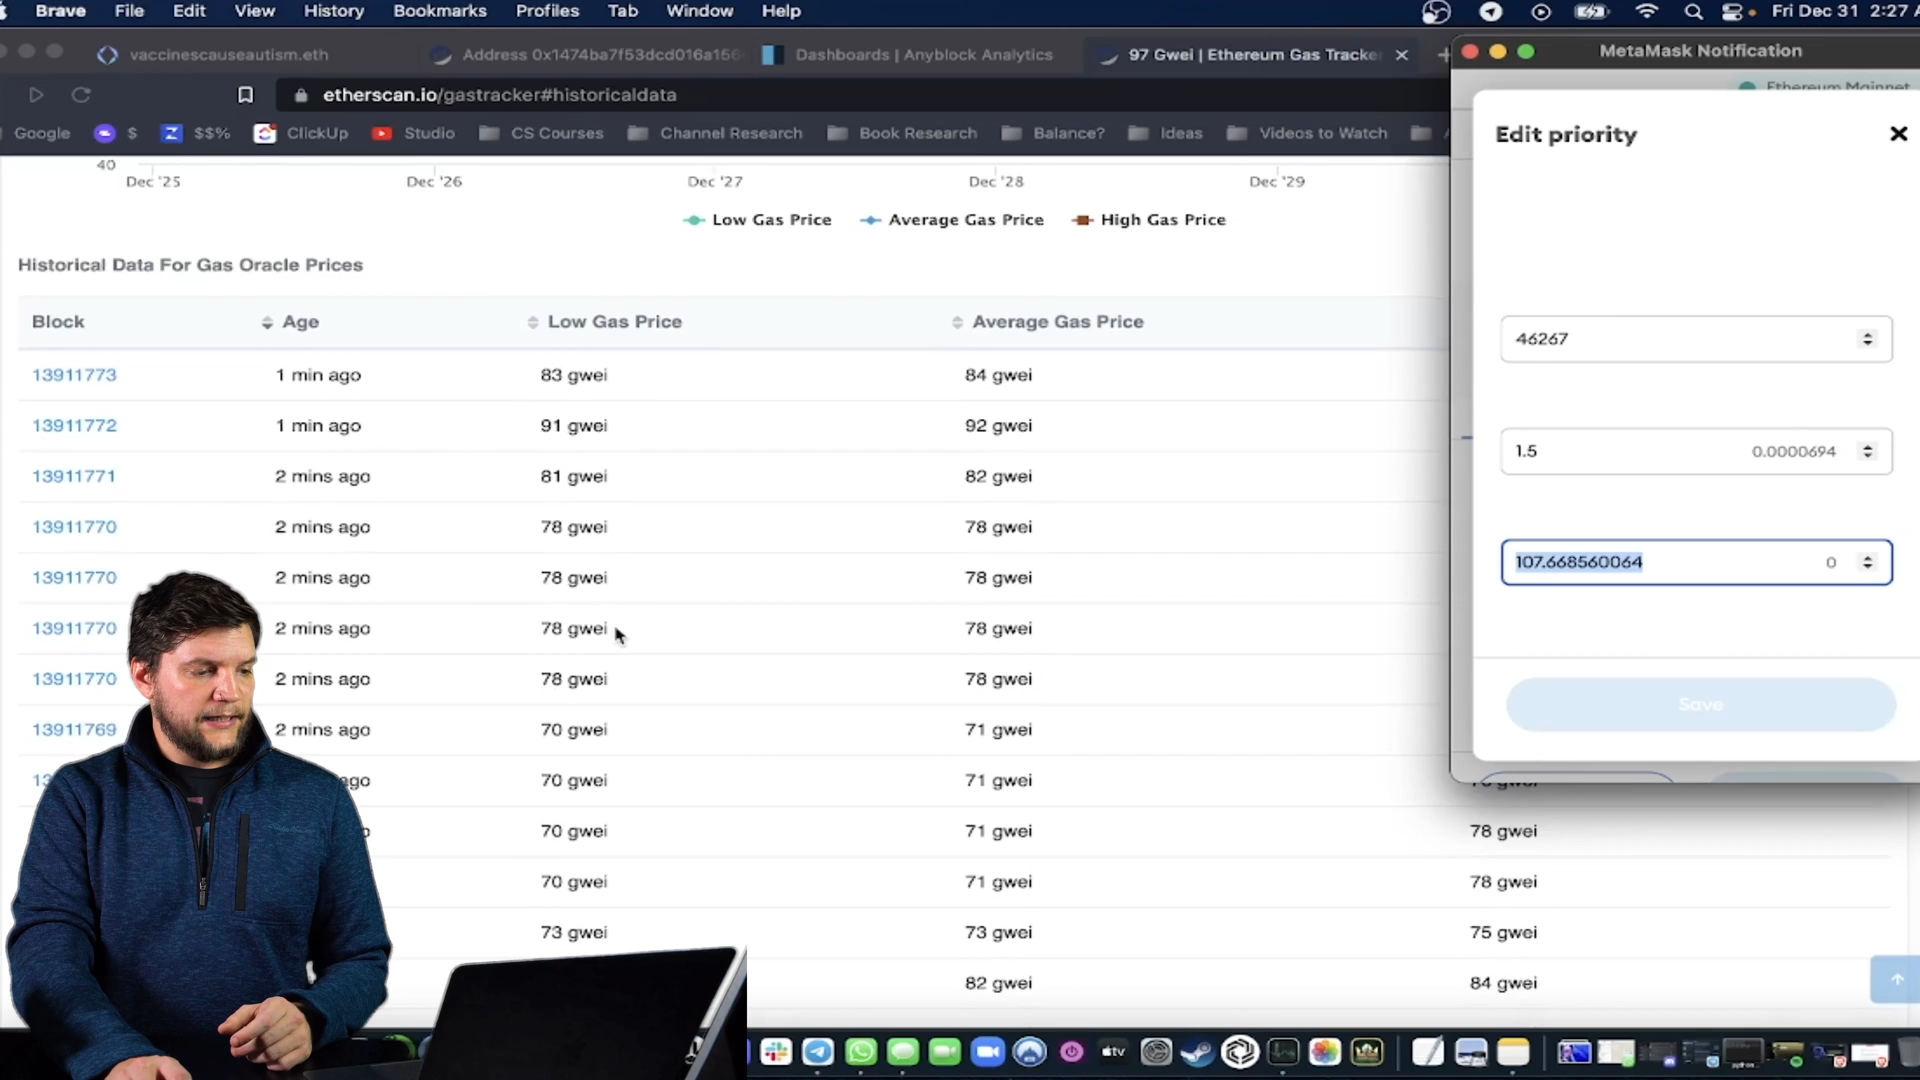 Brave File Edit View History Bookmarks Profiles Tab Window Help Fri Dec 31 2:27
vaccinescauseautism.eth Address 0x1474ba7f53dcd016a156 Dashboards | Anyblock Analytics 97 Gwei | Ethereum Gas Tracke
etherscan.io/gastracker#historicaldata
Google $ $$% ClickUp Studio CS Courses Channel Research Book Research Balance? Ideas Videos to Watch
40
Dec '25 Dec '26 Dec '27 Dec '28 Dec '29
Low Gas Price Average Gas Price High Gas Price
Historical Data For Gas Oracle Prices
Block Age Low Gas Price Average Gas Price
13911773 1 min ago 83 gwei 84 gwei
13911772 1 min ago 91 gwei 92 gwei
13911771 2 mins ago 81 gwei 82 gwei
13911770 2 mins ago 78 gwei 78 gwei
13911770 2 mins ago 78 gwei 78 gwei
13911770 2 mins ago 78 gwei 78 gwei
13911770 2 mins ago 78 gwei 78 gwei
13911769 2 mins ago 70 gwei 71 gwei
ago 70 gwei 71 gwei gwei
70 gwei 71 gwei 78 gwei
70 gwei 71 gwei 78 gwei
73 gwei 73 gwei 75 gwei
82 gwei 84 gwei
MetaMask Notification
Ethereum Mainnet
Edit priority
46267
1.5 0.0000694
107.668560064 0
Save
tv